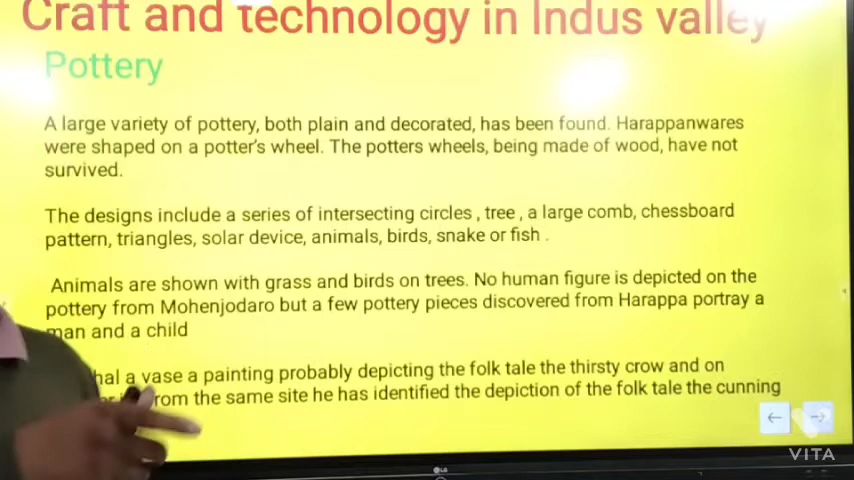 Craft and technology in Indus valley
Pottery
A large variety of pottery, both plain and decorated, has been found. Harappanwares
were shaped on a potter's wheel. The potters wheels, being made of wood, have not
survived.
The designs include a series of intersecting circles , tree , a large comb, chessboard
pattern, triangles, solar device, animals, birds, snake or fish .
Animals are shown with grass and birds on trees. No human figure is depicted on the
pottery from Mohenjodaro but a few pottery pieces discovered from Harappa portray a
man and a child
a vase a painting probably depicting the folk tale the thirsty crow and on
from the same site he has identified the depiction of the folk tale the cunning
LG
VITA